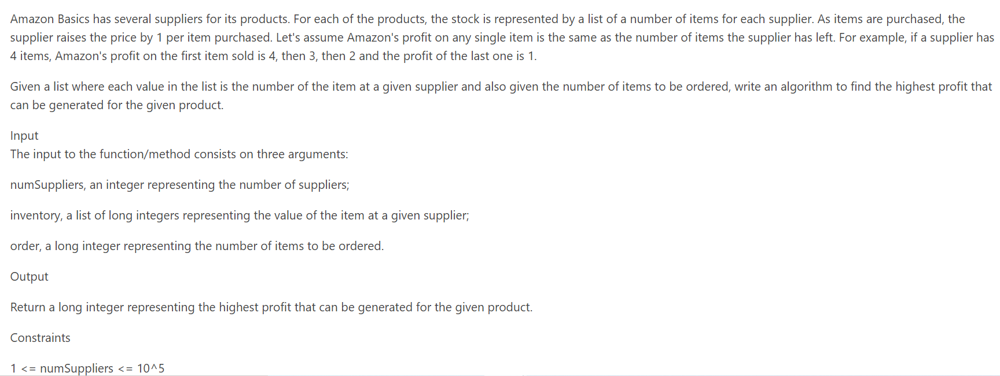 Amazon Basics has several suppliers for its products. For each of the products, the stock is represented by a list of a number of items for each supplier. As items are purchased, the
supplier raises the price by 1 per item purchased. Let's assume Amazon's profit on any single item is the same as the number of items the supplier has left. For example, if a supplier has
4 items, Amazon's profit on the first item sold is 4, then 3, then 2 and the profit of the last one is 1.
Given a list where each value in the list is the number of the item at a given supplier and also given the number of items to be ordered, write an algorithm to find the highest profit that
can be generated for the given product.
Input
The input to the function/method consists on three arguments:
numSuppliers, an integer representing the number of suppliers;
inventory, a list of long integers representing the value of the item at a given supplier;
order, a long integer representing the number of items to be ordered.
Output
Return a long integer representing the highest profit that can be generated for the given product.
Constraints
1 <= numSuppliers <= 10^5